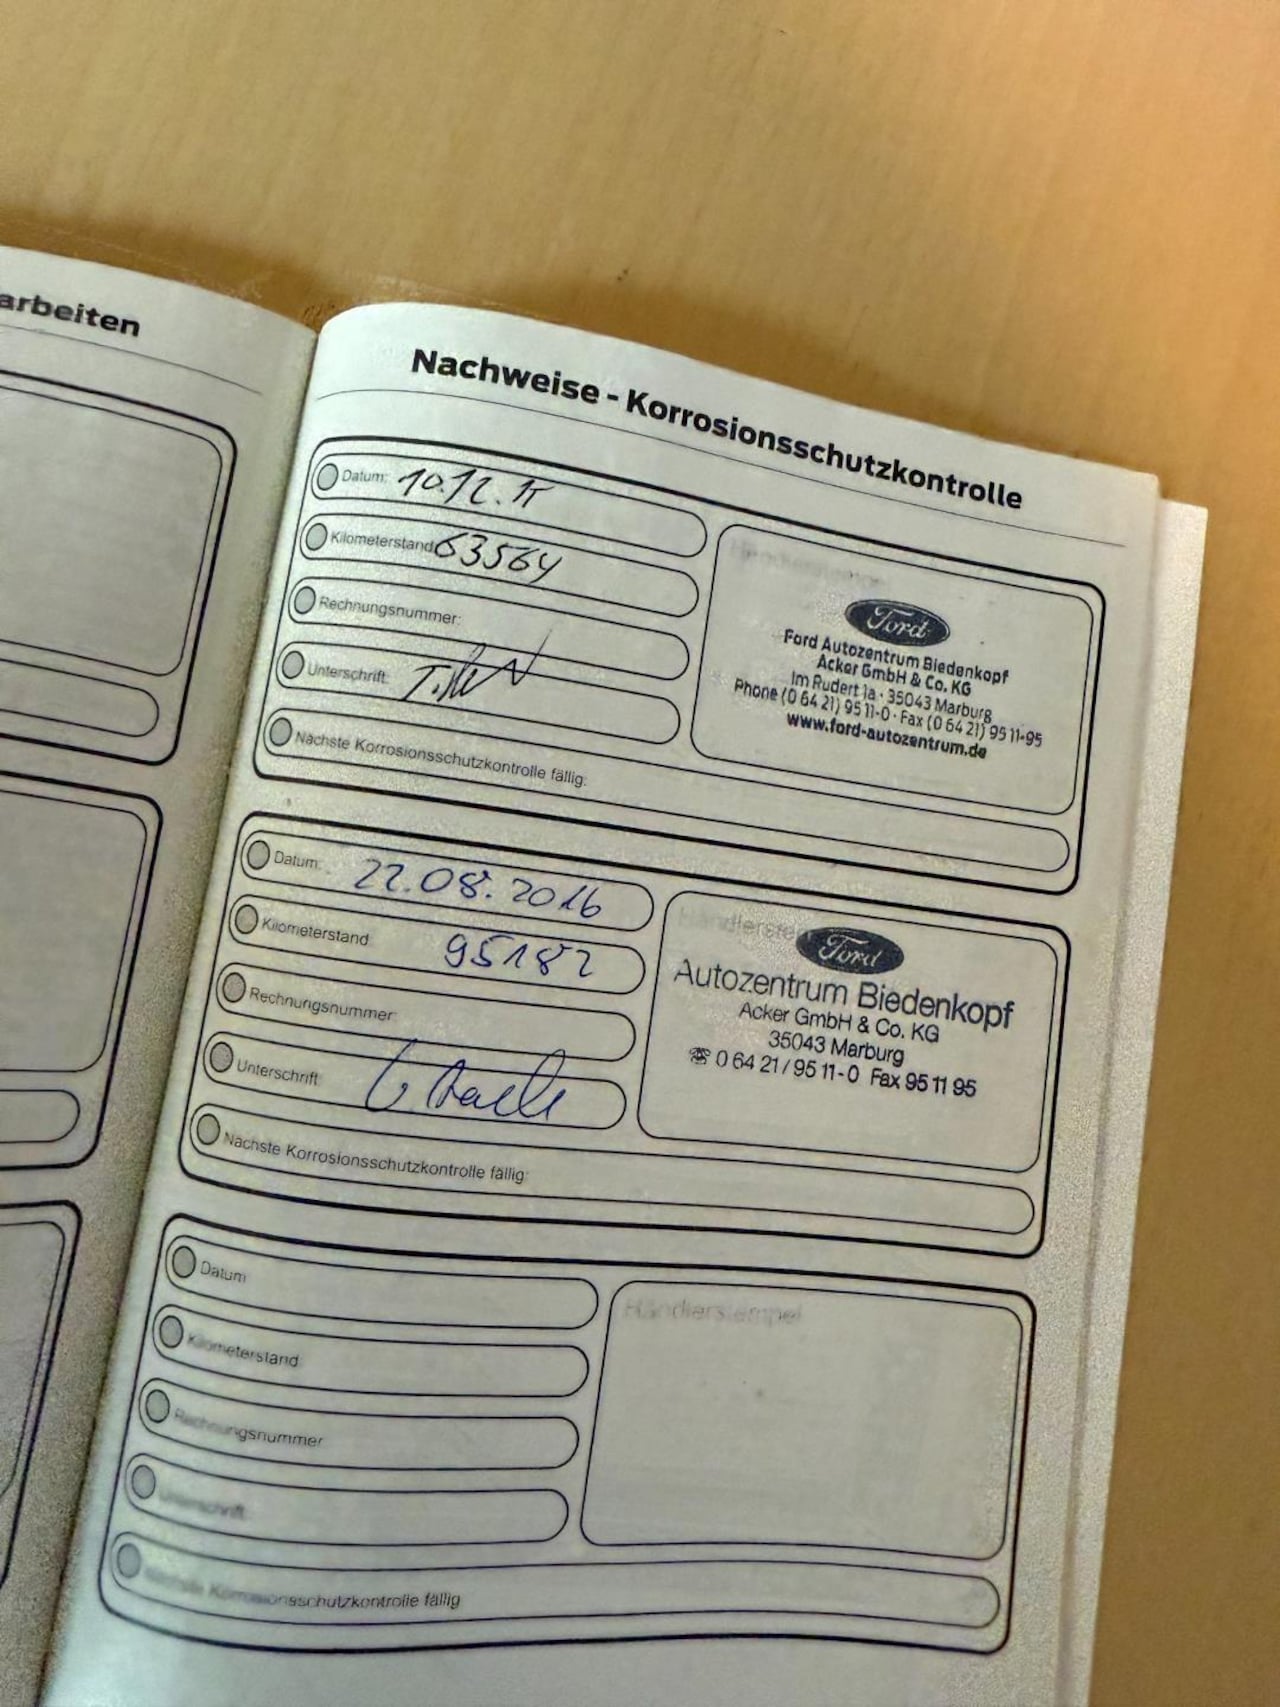 arbeiten
Nachweise - Korrosionsschutzkontrolle
Datum: 10.12.
Kilometerstand: 63564
Rechnungsnummer:
Unterschrift:
Nächste Korrosionsschutzkontrolle fällig:
Händlerstempel
Ford
Ford Autozentrum Biedenkopf
Acker GmbH & Co. KG
Im Rudert 1a · 35043 Marburg
Phone (0 64 21) 95 11-0 · Fax (0 64 21) 95 11-95
www.ford-autozentrum.de
Datum: 22.08.2016
Kilometerstand 95182
Rechnungsnummer:
Unterschrift
Nächste Korrosionsschutzkontrolle fällig:
Ford
Autozentrum Biedenkopf
Acker GmbH & Co. KG
35043 Marburg
☎ 0 64 21 / 95 11-0 Fax 95 11 95
Datum
Kilometerstand
Rechnungsnummer
Unterschrift
Nächste Korrosionsschutzkontrolle fällig
Händlerstempel